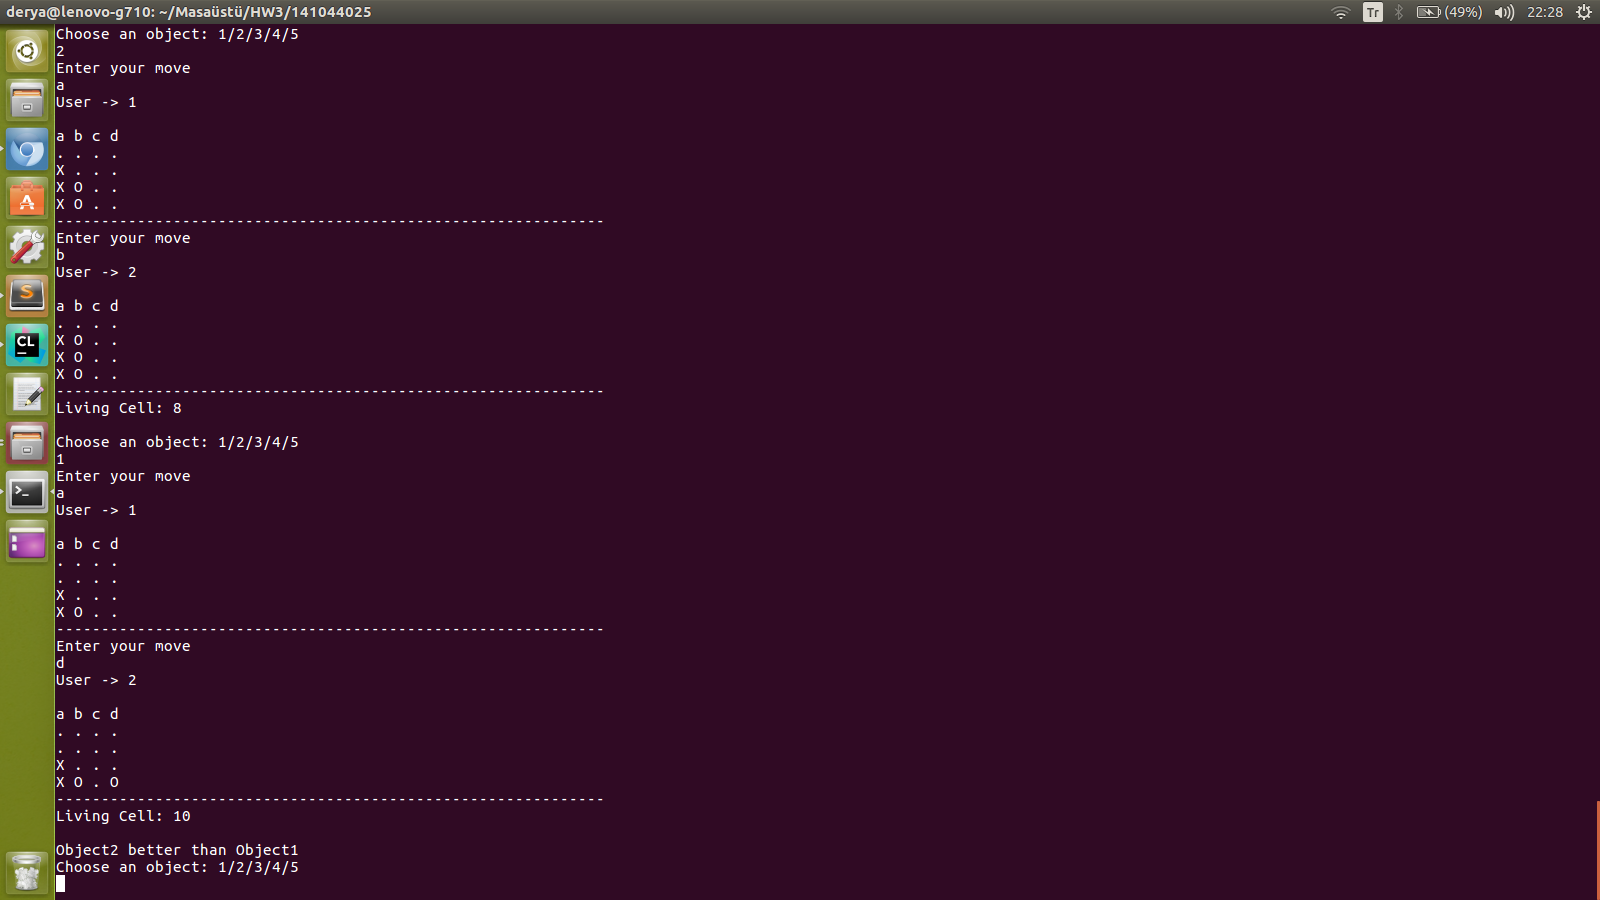 derya@lenovo-g710: ~/Masaüstü/HW3/141044025
Tr (49%) 22:28
Choose an object: 1/2/3/4/5
2
Enter your move
a
User -> 1
a b c d
. . . .
X . . .
X O . .
X O . .
-------------------------------------------------------------
Enter your move
b
User -> 2
a b c d
. . . .
X O . .
X O . .
X O . .
-------------------------------------------------------------
Living Cell: 8
Choose an object: 1/2/3/4/5
1
Enter your move
a
User -> 1
a b c d
. . . .
. . . .
X . . .
X O . .
-------------------------------------------------------------
Enter your move
d
User -> 2
a b c d
. . . .
. . . .
X . . .
X O . O
-------------------------------------------------------------
Living Cell: 10
Object2 better than Object1
Choose an object: 1/2/3/4/5
A
S
CL
>_